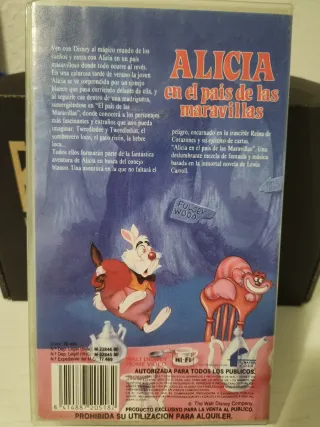 Ven con Disney al mágico mundo de los
sueños y entra con Alicia en un país
maravilloso donde todo ocurre al revés.
En una calurosa tarde de verano la joven
Alicia se ve sorprendida por un conejo
blanco que pasa corriendo delante de ella, y
al seguirle cae dentro de una madriguera,
sumergiéndose en "El país de las
Maravillas", donde conocerá a los personajes
más fascinantes y extraños que uno pueda
imaginar. Tweedledee y Tweedledum, el
sombrerero loco, el gato risón, la liebre
loca...
Todos ellos formarán parte de la fantástica
aventura de Alicia en busca del conejo
blanco. Una aventura en la que no faltará el
ALICIA
en el país de las
maravillas
peligro, encarnado en la irascible Reina de
Corazones y su ejército de cartas.
"Alicia en el país de las Maravillas". Una
deslumbrante mezcla de fantasía y música
basada en la inmortal novela de Lewis
Carroll.
TULGEY
WOOD
HI-FI
AUTORIZADA PARA TODOS LOS PUBLICOS.
8 414887 205182
© The Walt Disney Company.
PRODUCTO EXCLUSIVO PARA LA VENTA AL PUBLICO.
PROHIBIDA SU UTILIZACION PARA ALQUILER.